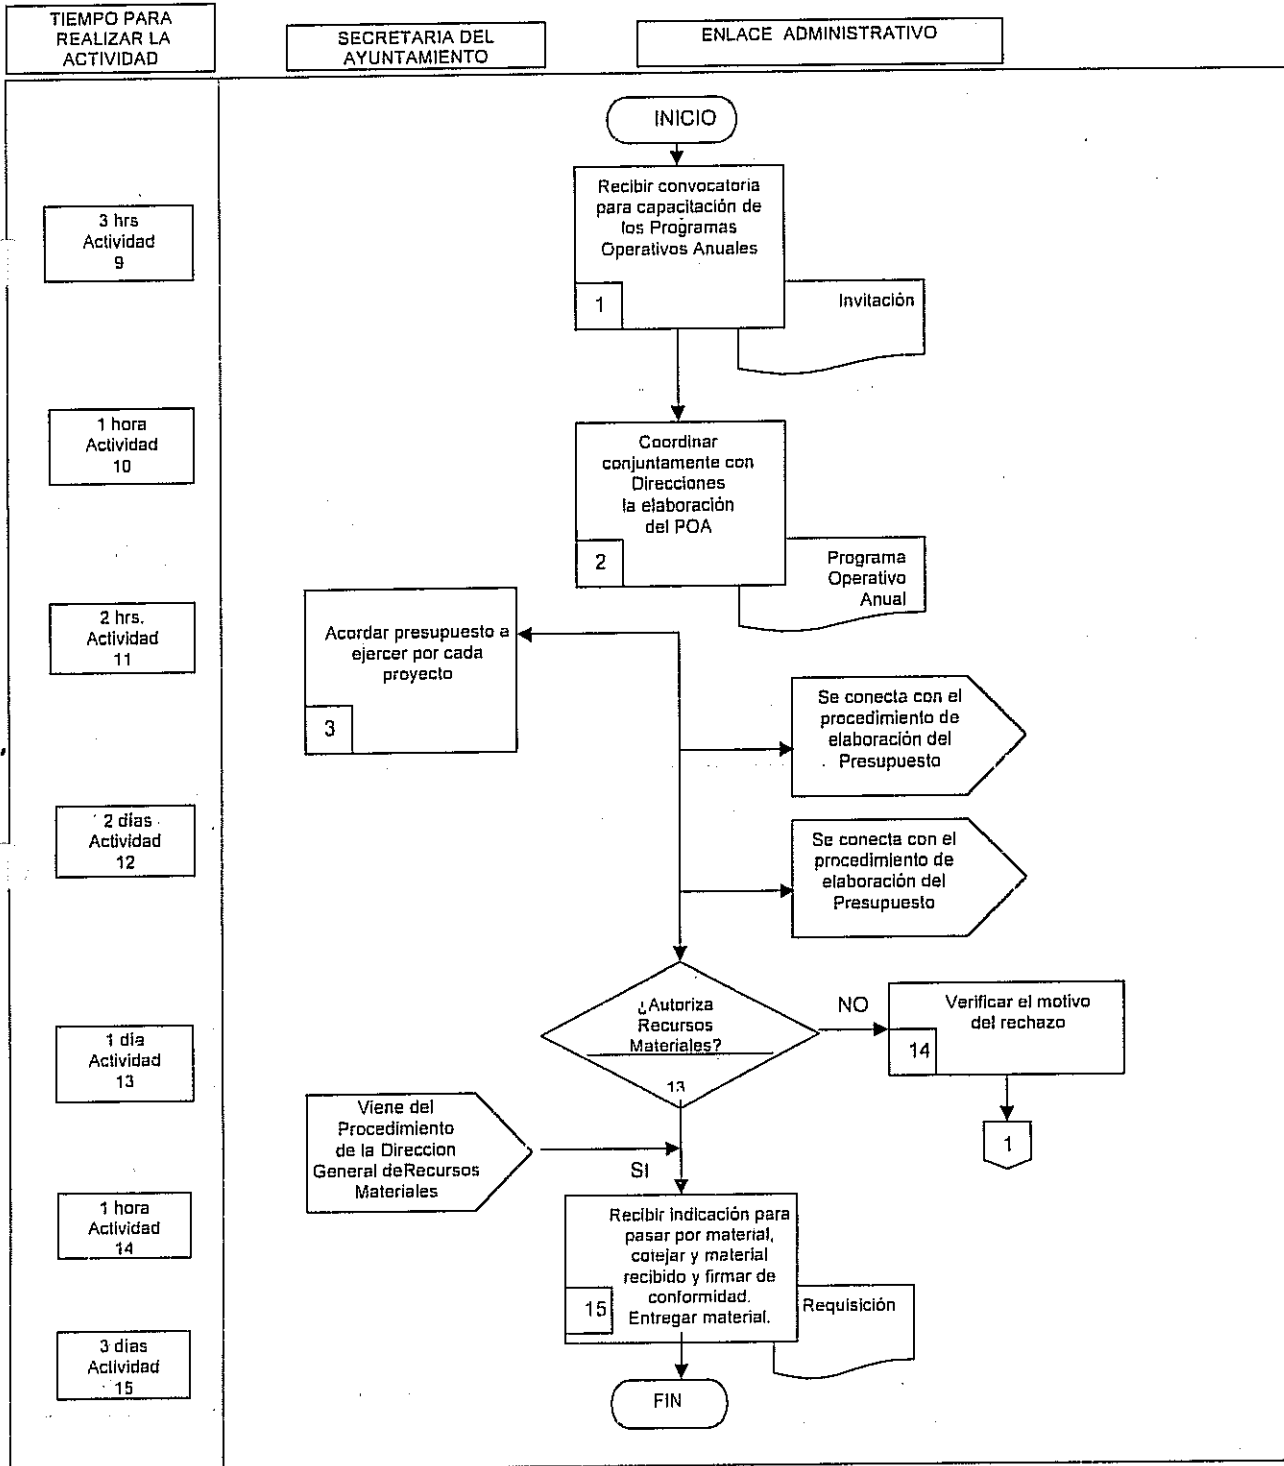 TIEMPO PARA
REALIZAR LA
ACTIVIDAD
SECRETARIA DEL
AYUNTAMIENTO
ENLACE ADMINISTRATIVO
INICIO
Recibir convocatoria
para capacitación de
los Programas
Operativos Anuales
1
Invitación
3 hrs
Actividad
9
1 hora
Actividad
10
Coordinar
conjuntamente con
Direcciones
la elaboración
del POA
2
Programa
Operativo
Anual
2 hrs.
Actividad
11
Acordar presupuesto a
ejercer por cada
proyecto
3
Se conecta con el
procedimiento de
elaboración del
Presupuesto
2 días
Actividad
12
Se conecta con el
procedimiento de
elaboración del
Presupuesto
1 día
Actividad
13
¿Autoriza
Recursos
Materiales?
13
NO
Verificar el motivo
del rechazo
14
1
Viene del
Procedimiento
de la Direccion
General deRecursos
Materiales
SI
1 hora
Actividad
14
Recibir indicación para
pasar por material,
cotejar y material
recibido y firmar de
conformidad.
Entregar material.
15
Requisición
3 días
Actividad
15
FIN